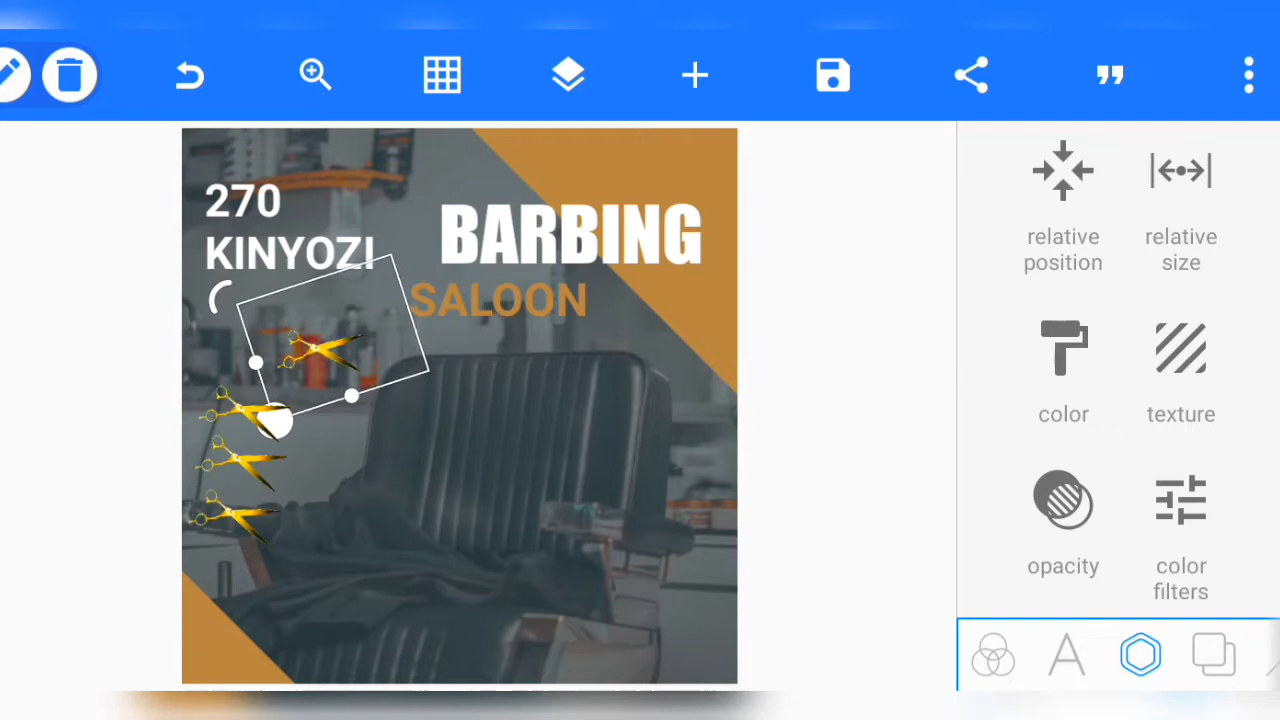 270
KINYOZI
BARBING
SALOON
relative
position
relative
size
color
texture
opacity
color
filters